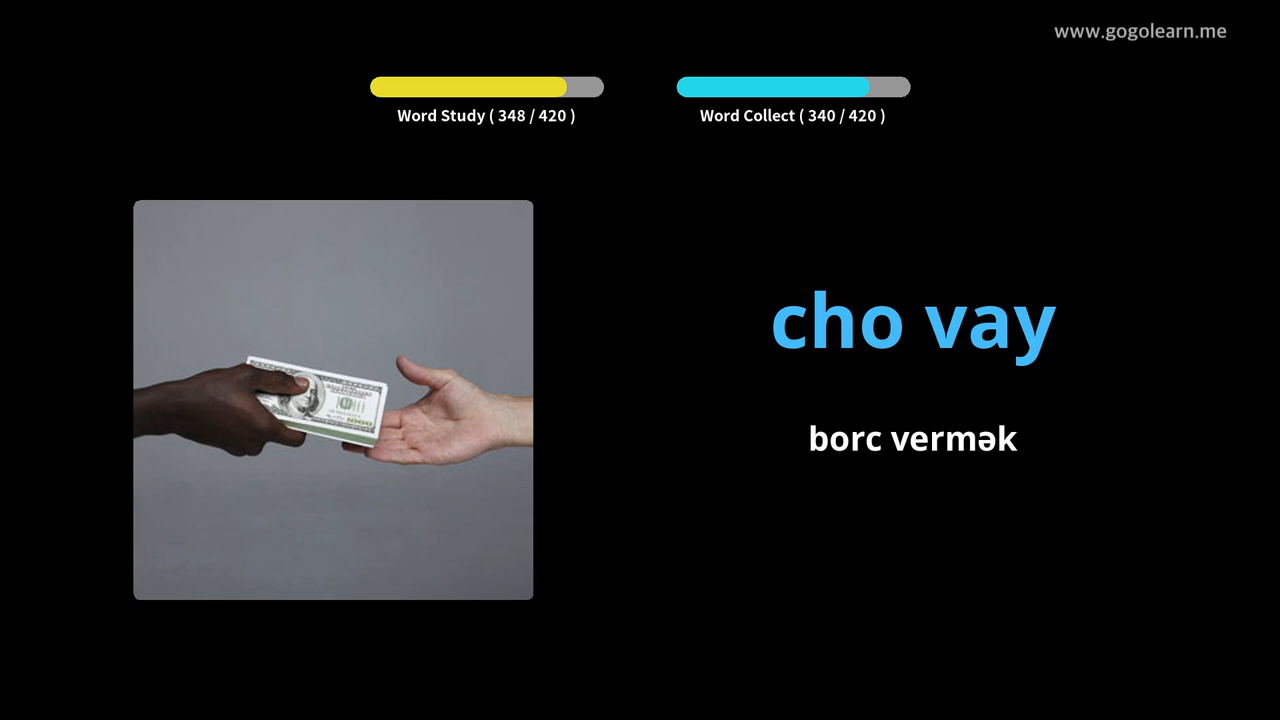 www.gogolearn.me
Word Study ( 348 / 420 )
Word Collect ( 340 / 420 )
cho vay
borc vermək